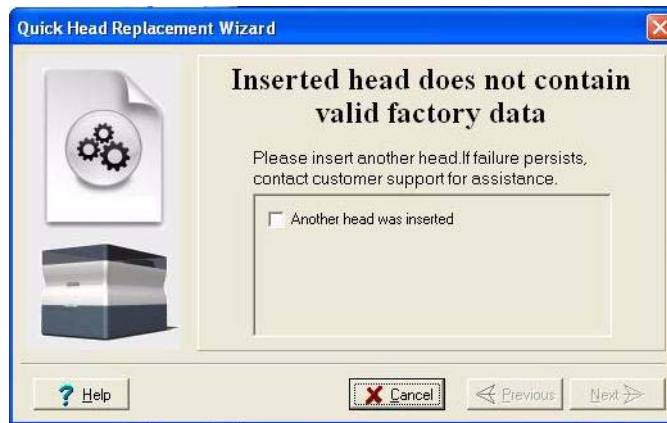 Quick Head Replacement Wizard
Inserted head does not contain
valid factory data
Please insert another head.If failure persists,
contact customer support for assistance.
Another head was inserted
? Help
Cancel
Previous
Next